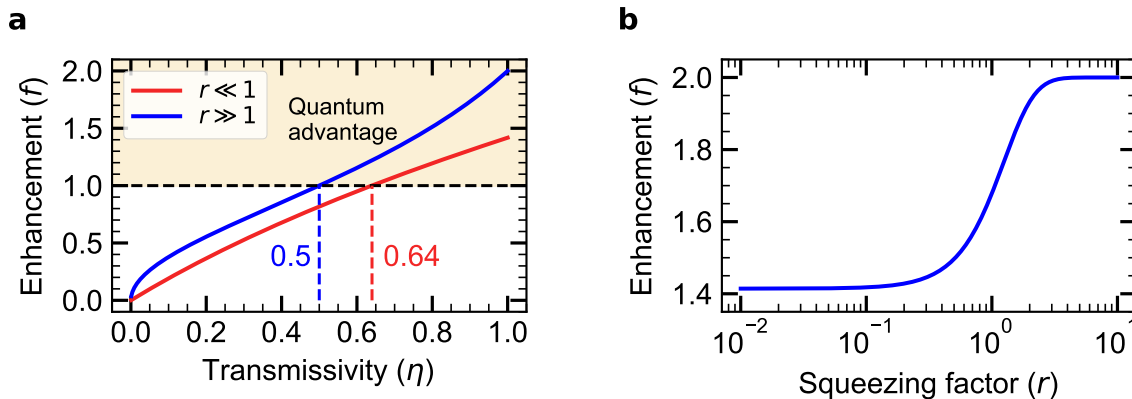 a
Enhancement (f)
2.0
1.5
1.0
0.5
0.0
r ≪ 1
r ≫ 1
Quantum
advantage
0.5
0.64
0.0 0.2 0.4 0.6 0.8 1.0
Transmissivity (η)
b
Enhancement (f)
2.0
1.8
1.6
1.4
10⁻² 10⁻¹ 10⁰
Squeezing factor (r)